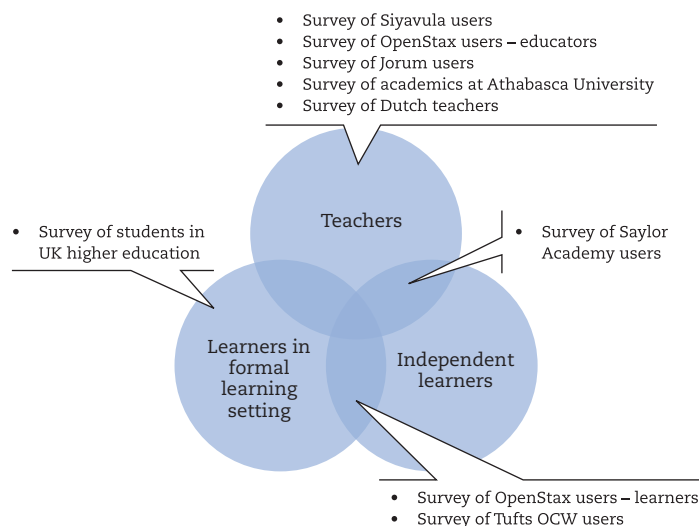 • Survey of Siyavula users
• Survey of OpenStax users – educators
• Survey of Jorum users
• Survey of academics at Athabasca University
• Survey of Dutch teachers
Teachers
• Survey of students in
UK higher education
• Survey of Saylor
Academy users
Learners in
formal
learning
setting
Independent
learners
• Survey of OpenStax users – learners
• Survey of Tufts OCW users